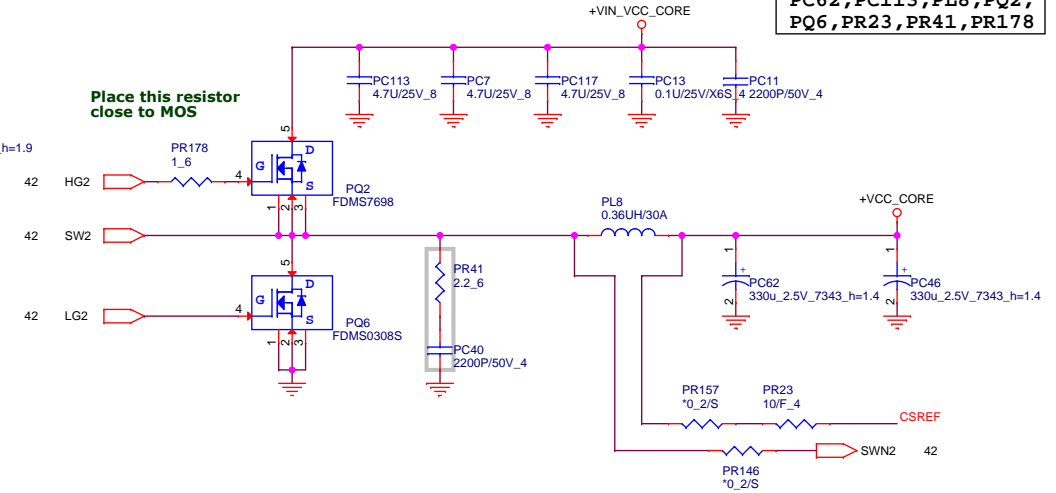 PC62,PC113,PL8,PQ2,
PQ6,PR23,PR41,PR178
+VIN_VCC_CORE
PC113
4.7U/25V_8
PC7
4.7U/25V_8
PC117
4.7U/25V_8
PC13
0.1U/25V/X6S_4
PC11
2200P/50V_4
Place this resistor
close to MOS
_h=1.9
PR178
1_6
42 HG2
4
5
G
D
S
1
2
3
PQ2
FDMS7698
42 SW2
PL8
0.36UH/30A
+VCC_CORE
42 LG2
4
5
G
D
S
1
2
3
PQ6
FDMS0308S
PR41
2.2_6
PC40
2200P/50V_4
1
+
2
PC62
330u_2.5V_7343_h=1.4
1
+
2
PC46
330u_2.5V_7343_h=1.4
PR157
*0_2/S
PR23
10/F_4
CSREF
PR146
*0_2/S
SWN2 42